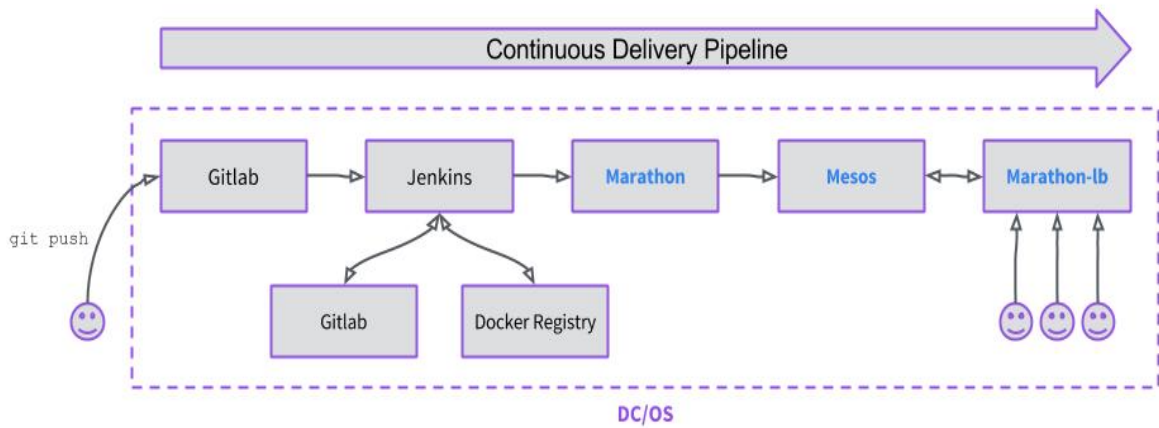 Continuous Delivery Pipeline
Gitlab
Jenkins
Marathon
Mesos
Marathon-lb
git push
Gitlab
Docker Registry
DC/OS